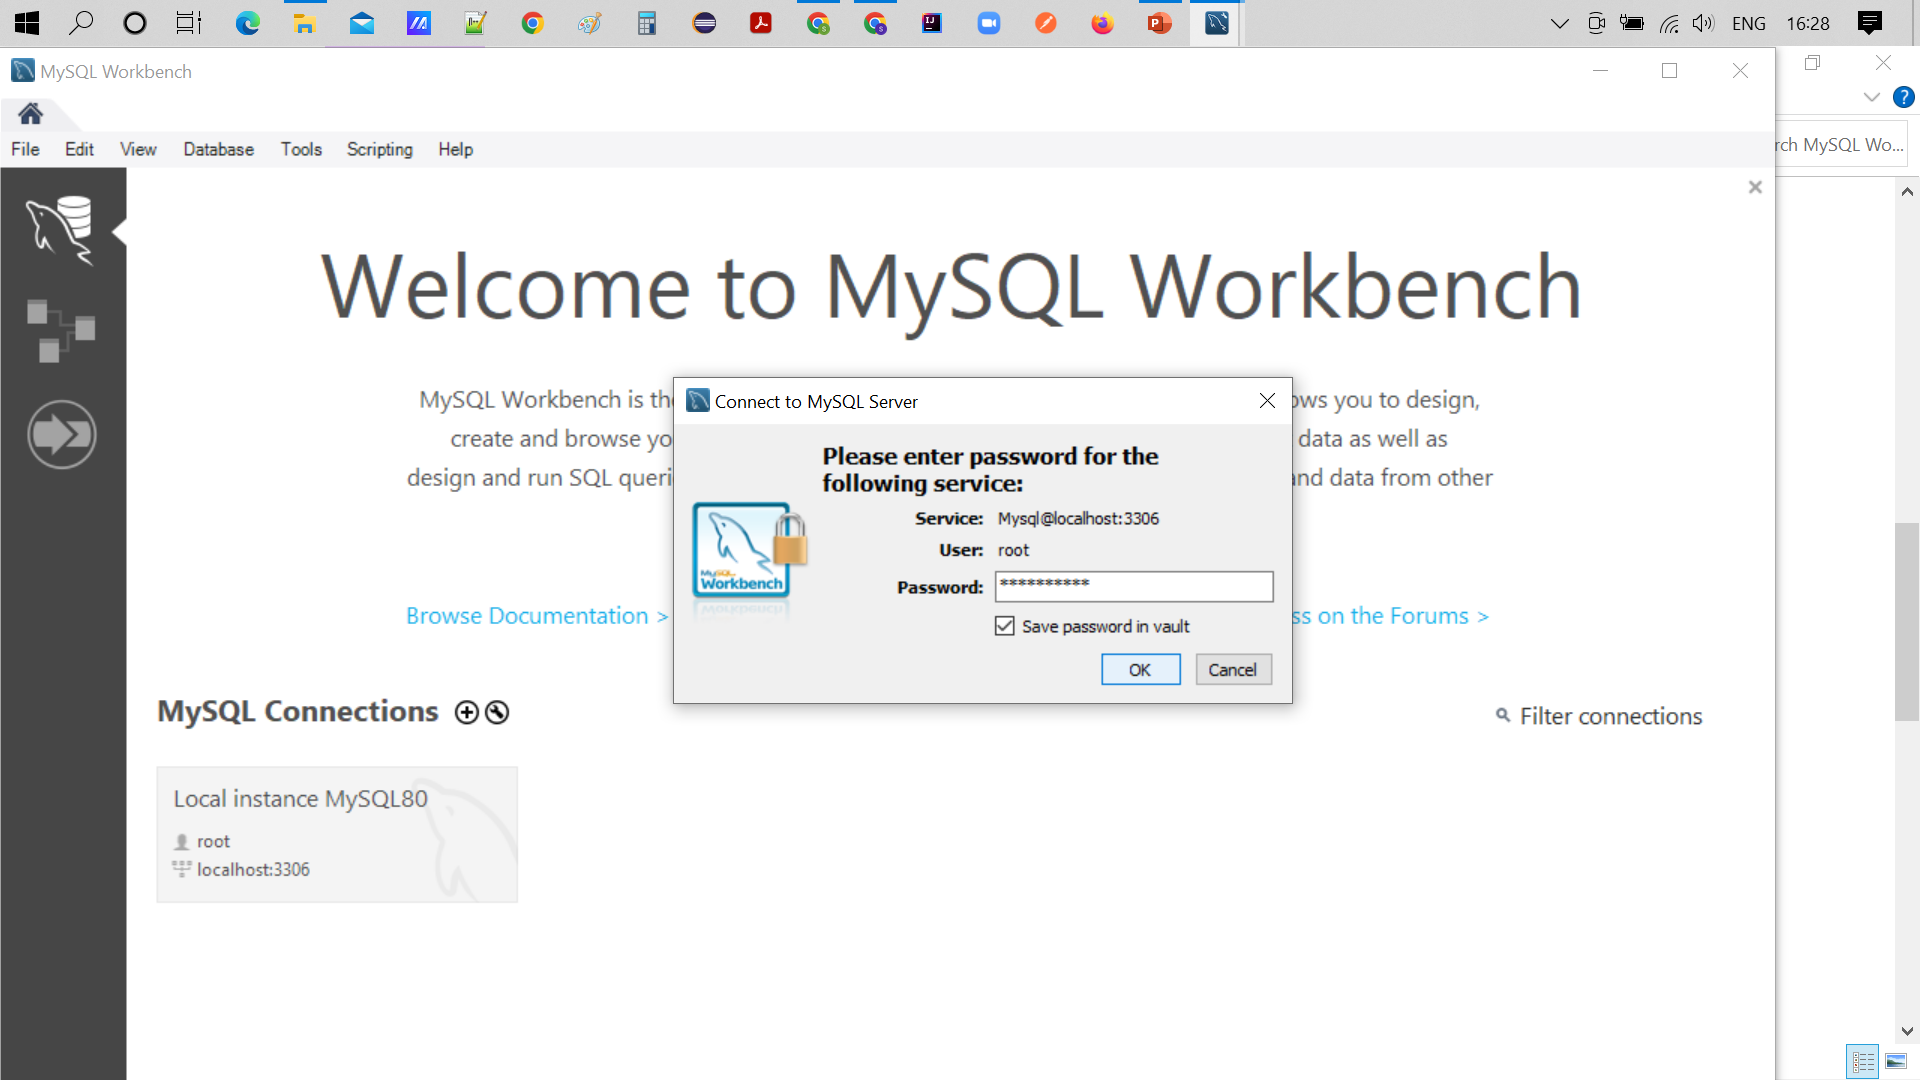 ENG 16:28
MySQL Workbench
File Edit View Database Tools Scripting Help
rch MySQL Wo...
Welcome to MySQL Workbench
MySQL Workbench is the
ows you to design,
create and browse yo
data as well as
design and run SQL queri
and data from other
Browse Documentation >
ss on the Forums >
Connect to MySQL Server
Please enter password for the
following service:
Service: Mysql@localhost:3306
User: root
Password: **********
Save password in vault
OK Cancel
MySQL Workbench
MySQL Connections
Filter connections
Local instance MySQL80
root
localhost:3306